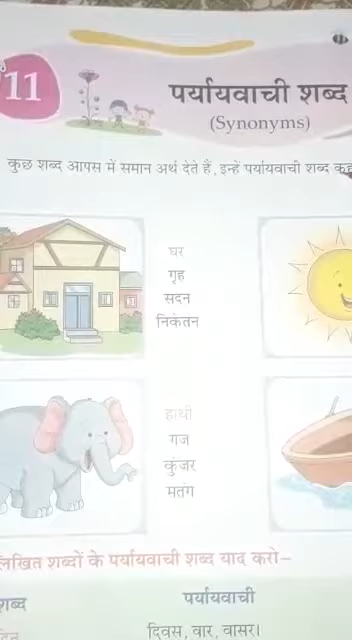 11
पर्यायवाची शब्द
(Synonyms)
कुछ शब्द आपस में समान अर्थ देते हैं, इन्हें पर्यायवाची शब्द
घर
गृह
सदन
निकेतन
हाथी
गज
कुंजर
मतंग
शब्दों के पर्यायवाची शब्द याद करो–
शब्द पर्यायवाची
दिवस, वार, वासर।